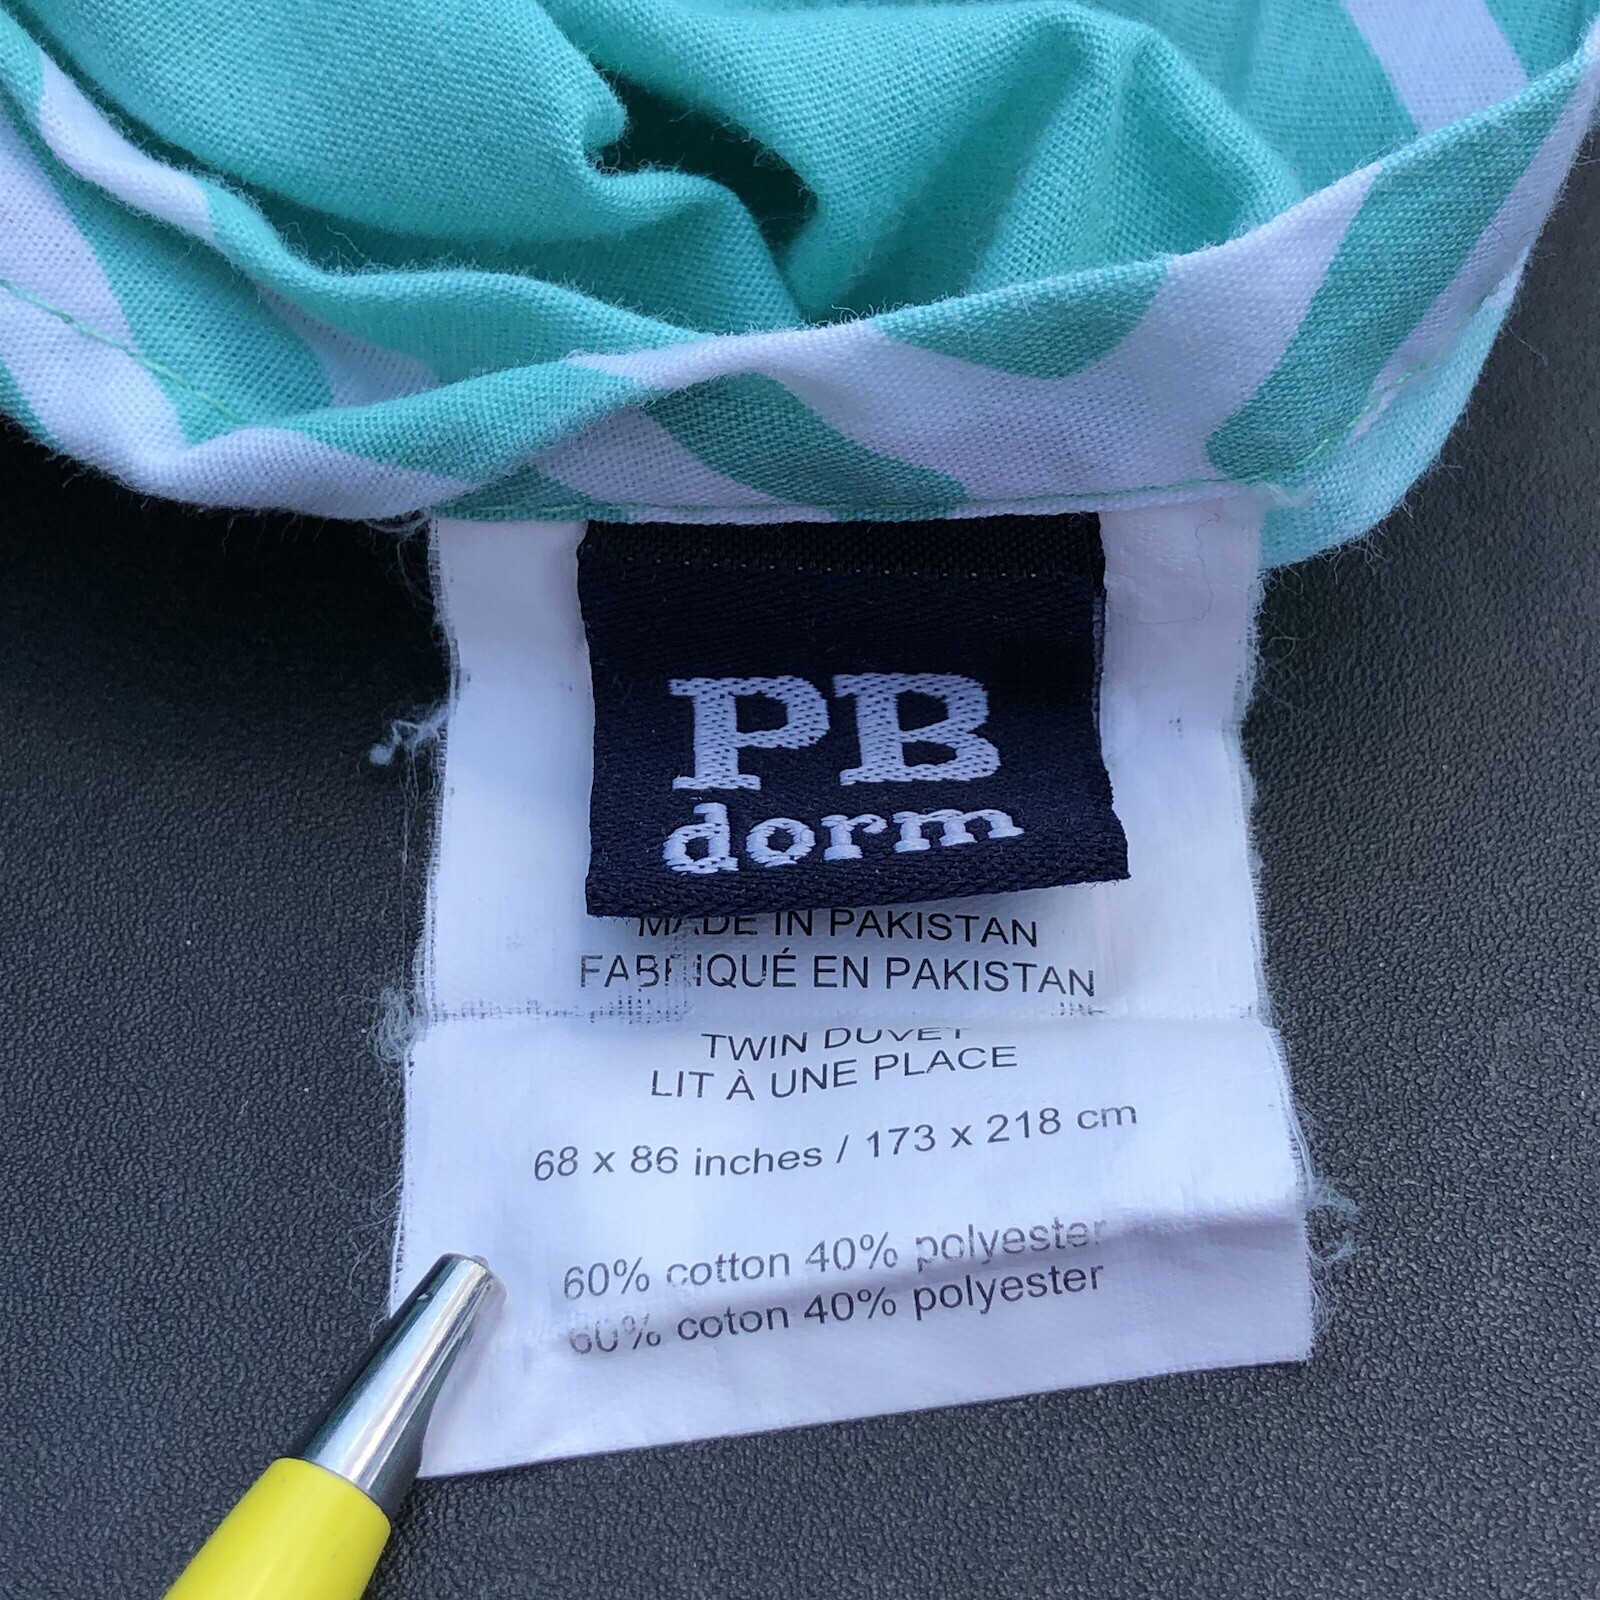 PB
dorm
MADE IN PAKISTAN
FABRIQUÉ EN PAKISTAN
TWIN DUVET
LIT À UNE PLACE
68 x 86 inches / 173 x 218 cm
60% cotton 40% polyester
60% coton 40% polyester